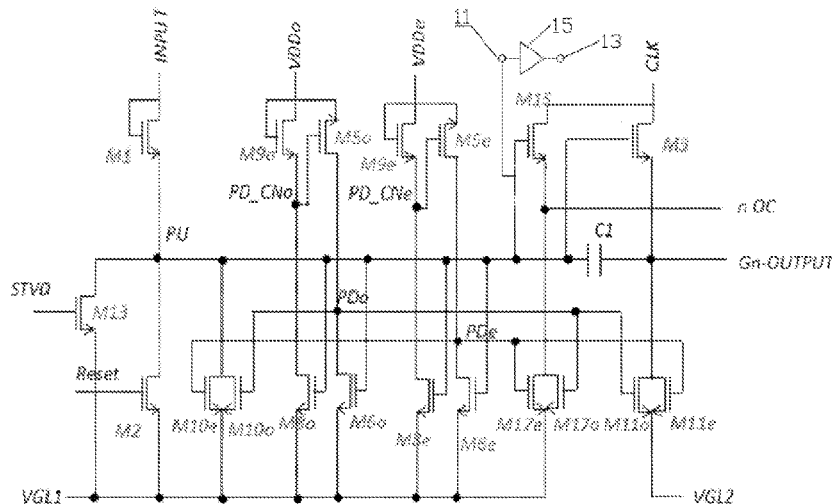 INPUT
VDDo
VDDe
11
15
13
CLK
M1
M9o
M5o
M9e
M5e
M15
M3
PD_CNo
PD_CNe
n OC
PU
C1
Gn-OUTPUT
STVD
M13
PDo
PDe
Reset
M2
M10e
M10o
M8o
M6o
M8e
M6e
M17e
M17o
M11o
M11e
VGL1
VGL2